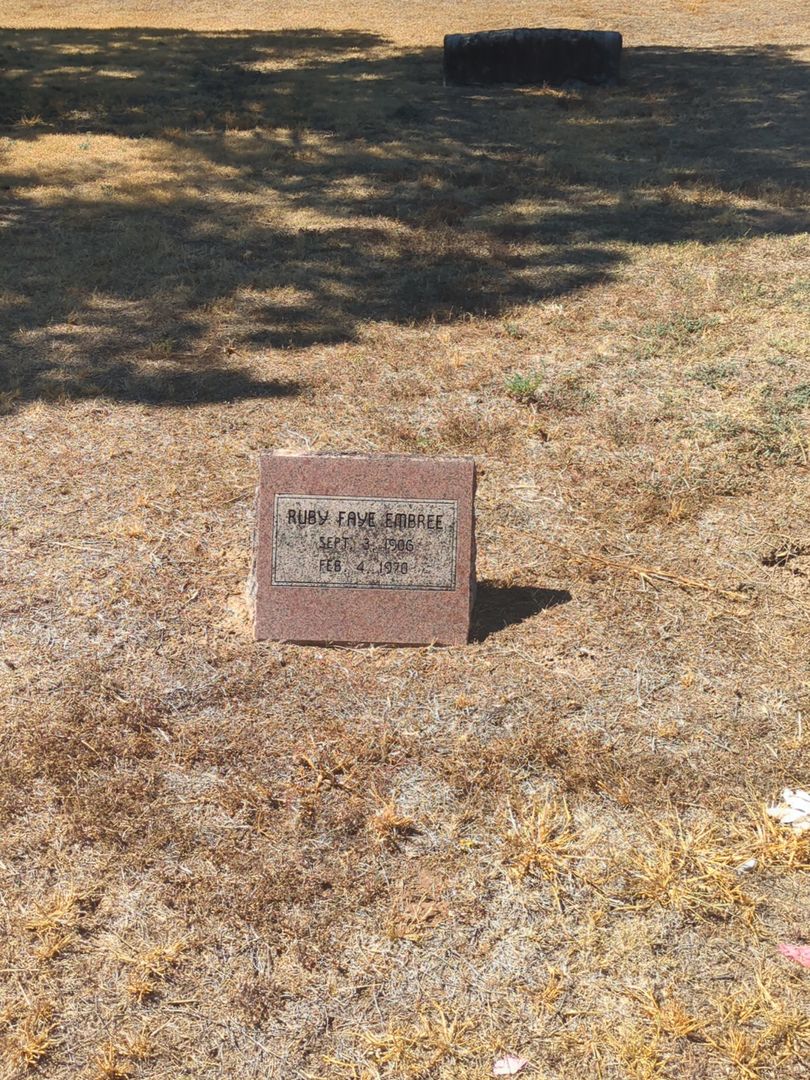 RUBY FAYE EMBREE
SEPT. 3, 1906
FEB. 4, 1970